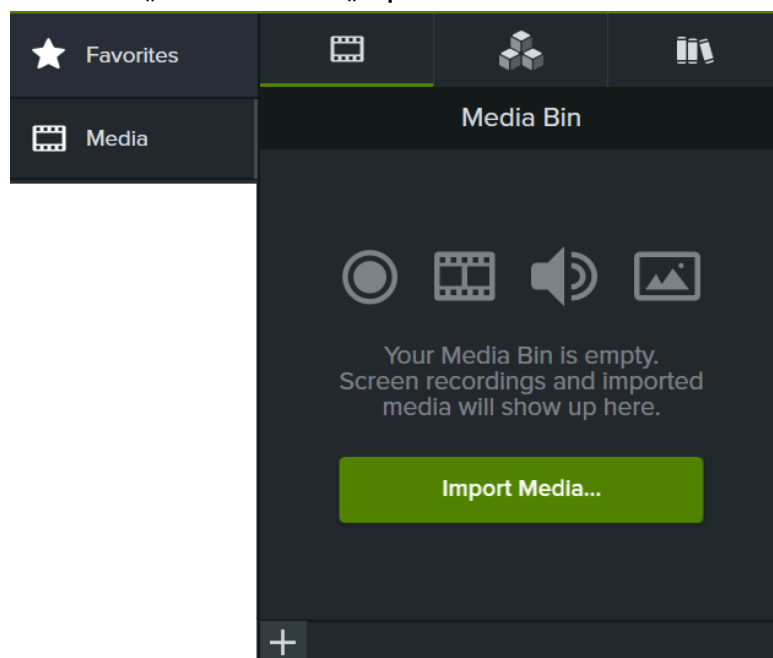 Favorites
Media
Media Bin
Your Media Bin is empty.
Screen recordings and imported
media will show up here.
Import Media...